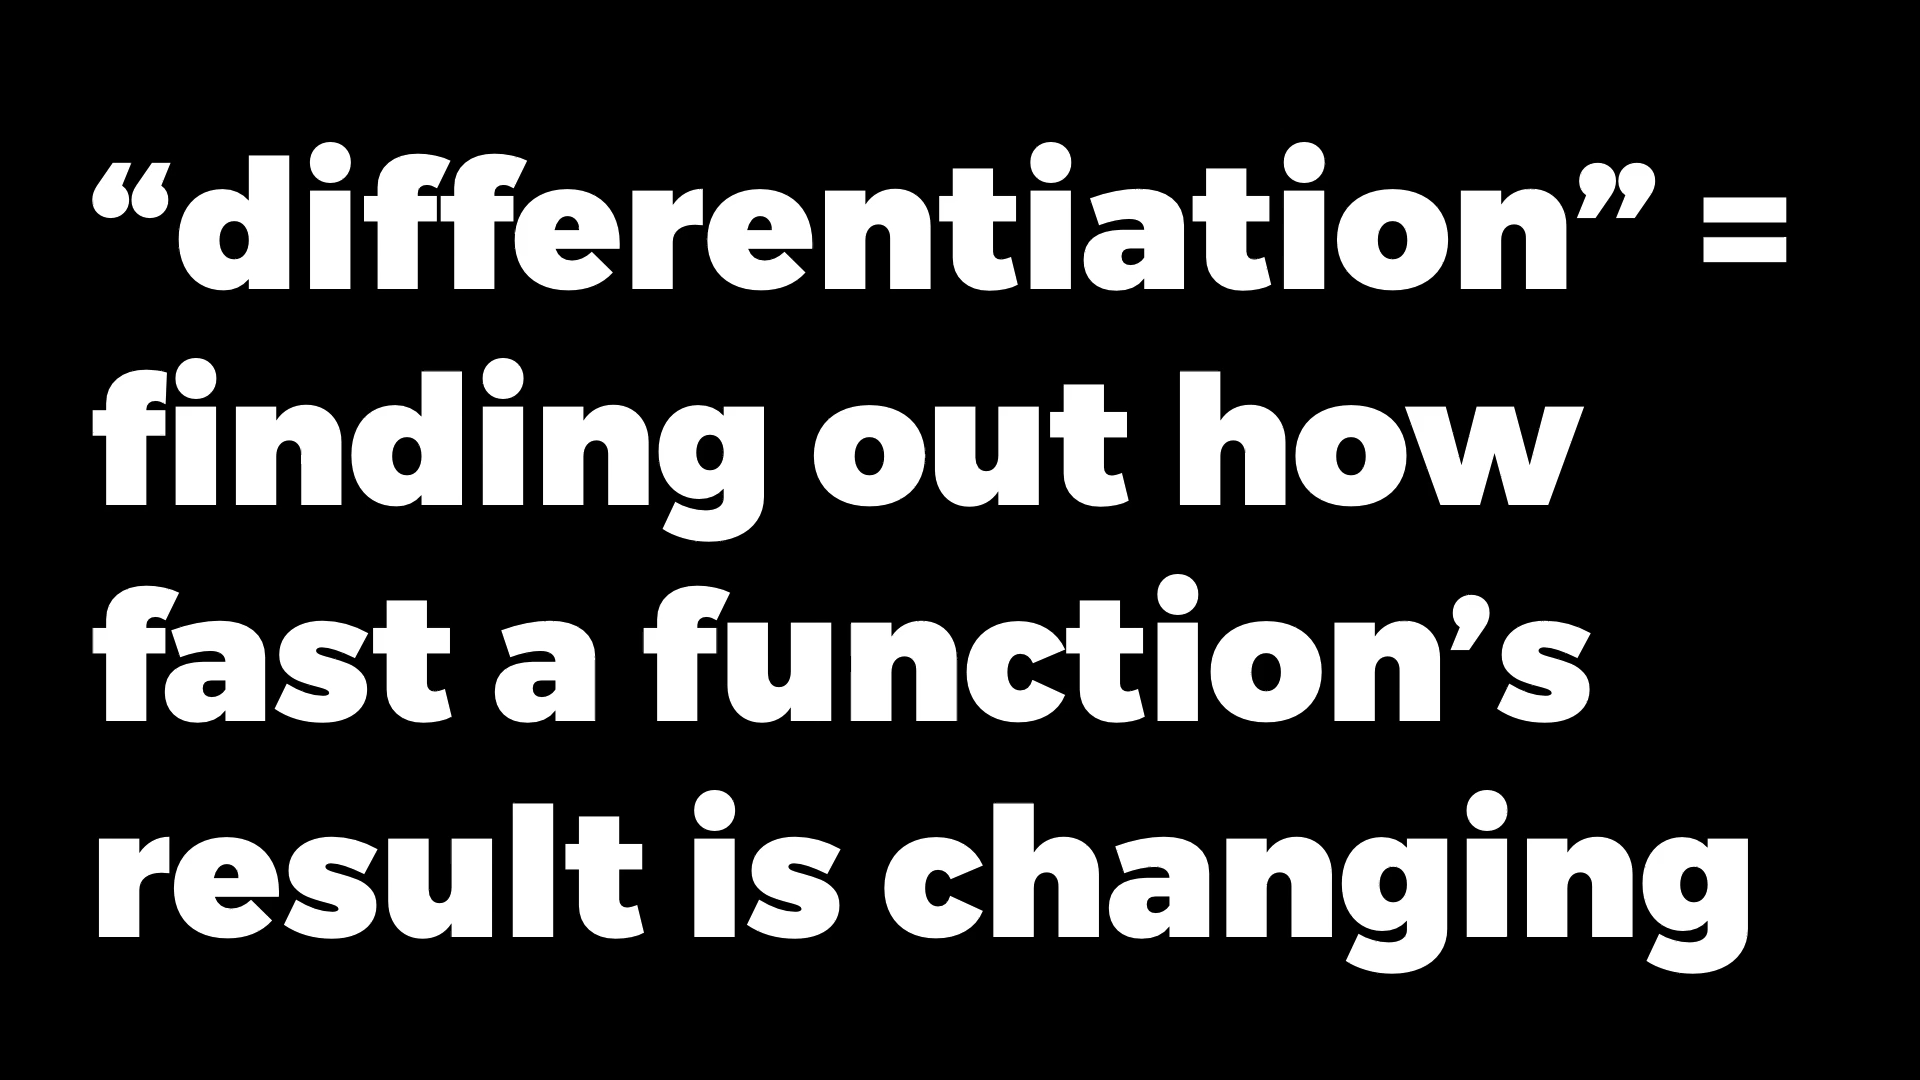 “differentiation” =
finding out how
fast a function’s
result is changing